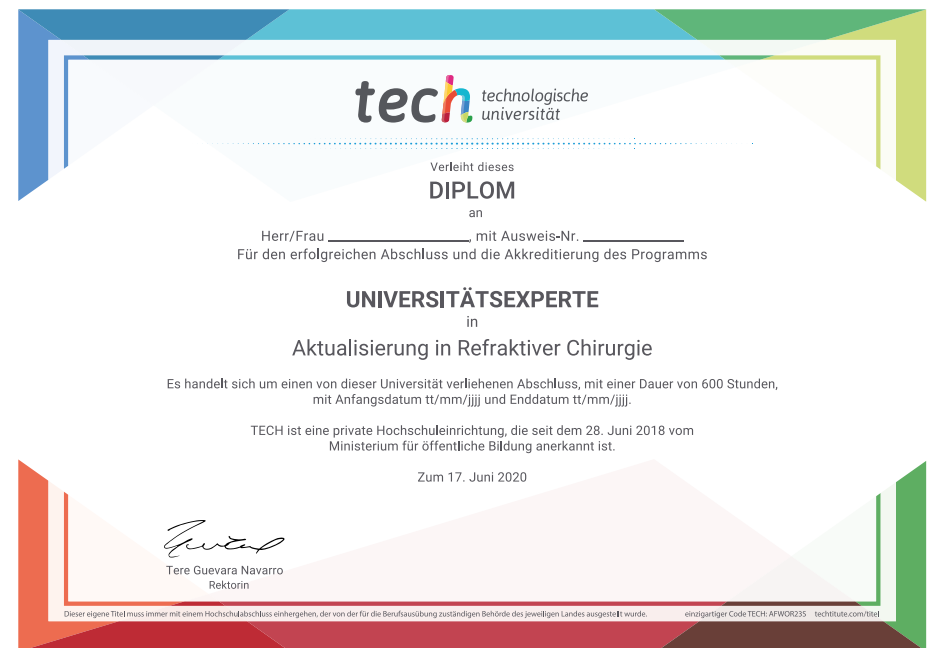 tech technologische
universität
Verleiht dieses
DIPLOM
an
Herr/Frau ____________________, mit Ausweis-Nr. ______________
Für den erfolgreichen Abschluss und die Akkreditierung des Programms
UNIVERSITÄTSEXPERTE
in
Aktualisierung in Refraktiver Chirurgie
Es handelt sich um einen von dieser Universität verliehenen Abschluss, mit einer Dauer von 600 Stunden,
mit Anfangsdatum tt/mm/jjjj und Enddatum tt/mm/jjjj.
TECH ist eine private Hochschuleinrichtung, die seit dem 28. Juni 2018 vom
Ministerium für öffentliche Bildung anerkannt ist.
Zum 17. Juni 2020
Tere Guevara Navarro
Rektorin
Dieser eigene Titel muss immer mit einem Hochschulabschluss einhergehen, der von der für die Berufsausübung zuständigen Behörde des jeweiligen Landes ausgestellt wurde. einzigartiger Code TECH: AFWOR23S techtitute.com/titel